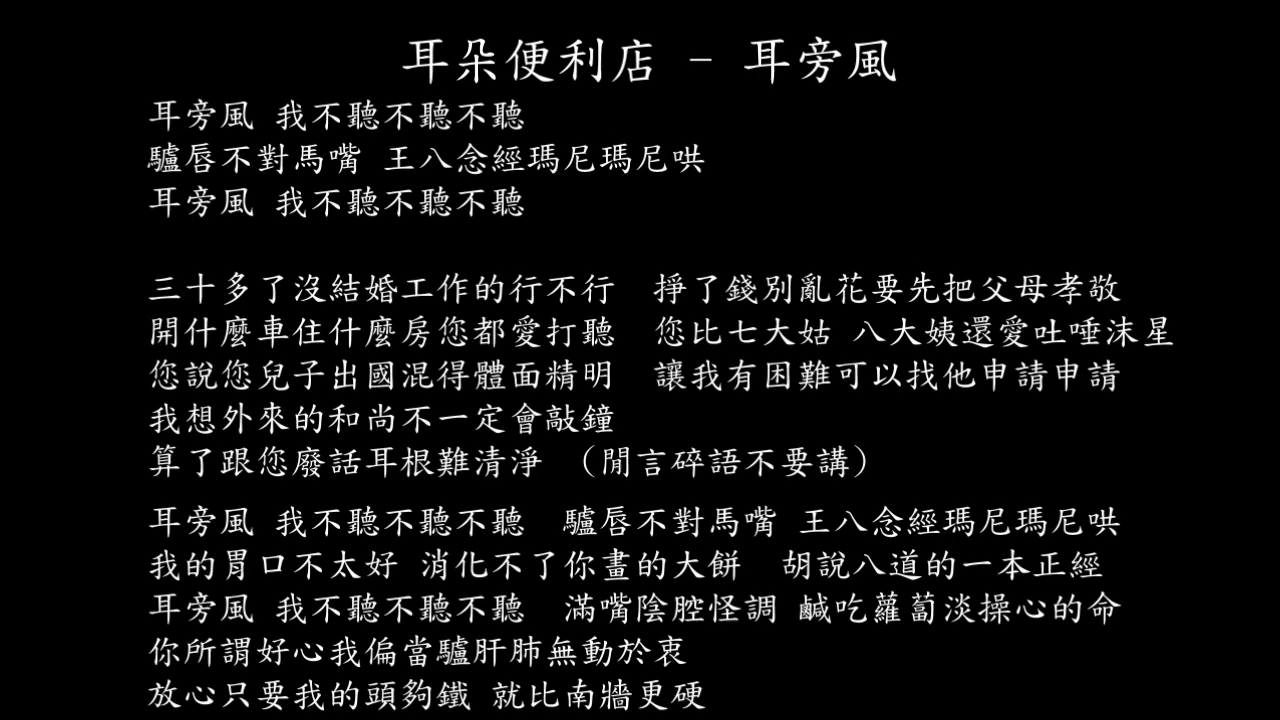 耳朵便利店 - 耳旁風
耳旁風 我不聽不聽不聽
驢唇不對馬嘴 王八念經瑪尼瑪尼哄
耳旁風 我不聽不聽不聽
三十多了沒結婚工作的行不行 掙了錢別亂花要先把父母孝敬
開什麼車住什麼房您都愛打聽 您比七大姑 八大姨還愛吐唾沫星
您說您兒子出國混得體面精明 讓我有困難可以找他申請申請
我想外來的和尚不一定會敲鐘
算了跟您廢話耳根難清淨 （閒言碎語不要講）
耳旁風 我不聽不聽不聽 驢唇不對馬嘴 王八念經瑪尼瑪尼哄
我的胃口不太好 消化不了你畫的大餅 胡說八道的一本正經
耳旁風 我不聽不聽不聽 滿嘴陰腔怪調 鹹吃蘿蔔淡操心的命
你所謂好心我偏當驢肝肺無動於衷
放心只要我的頭夠鐵 就比南牆更硬